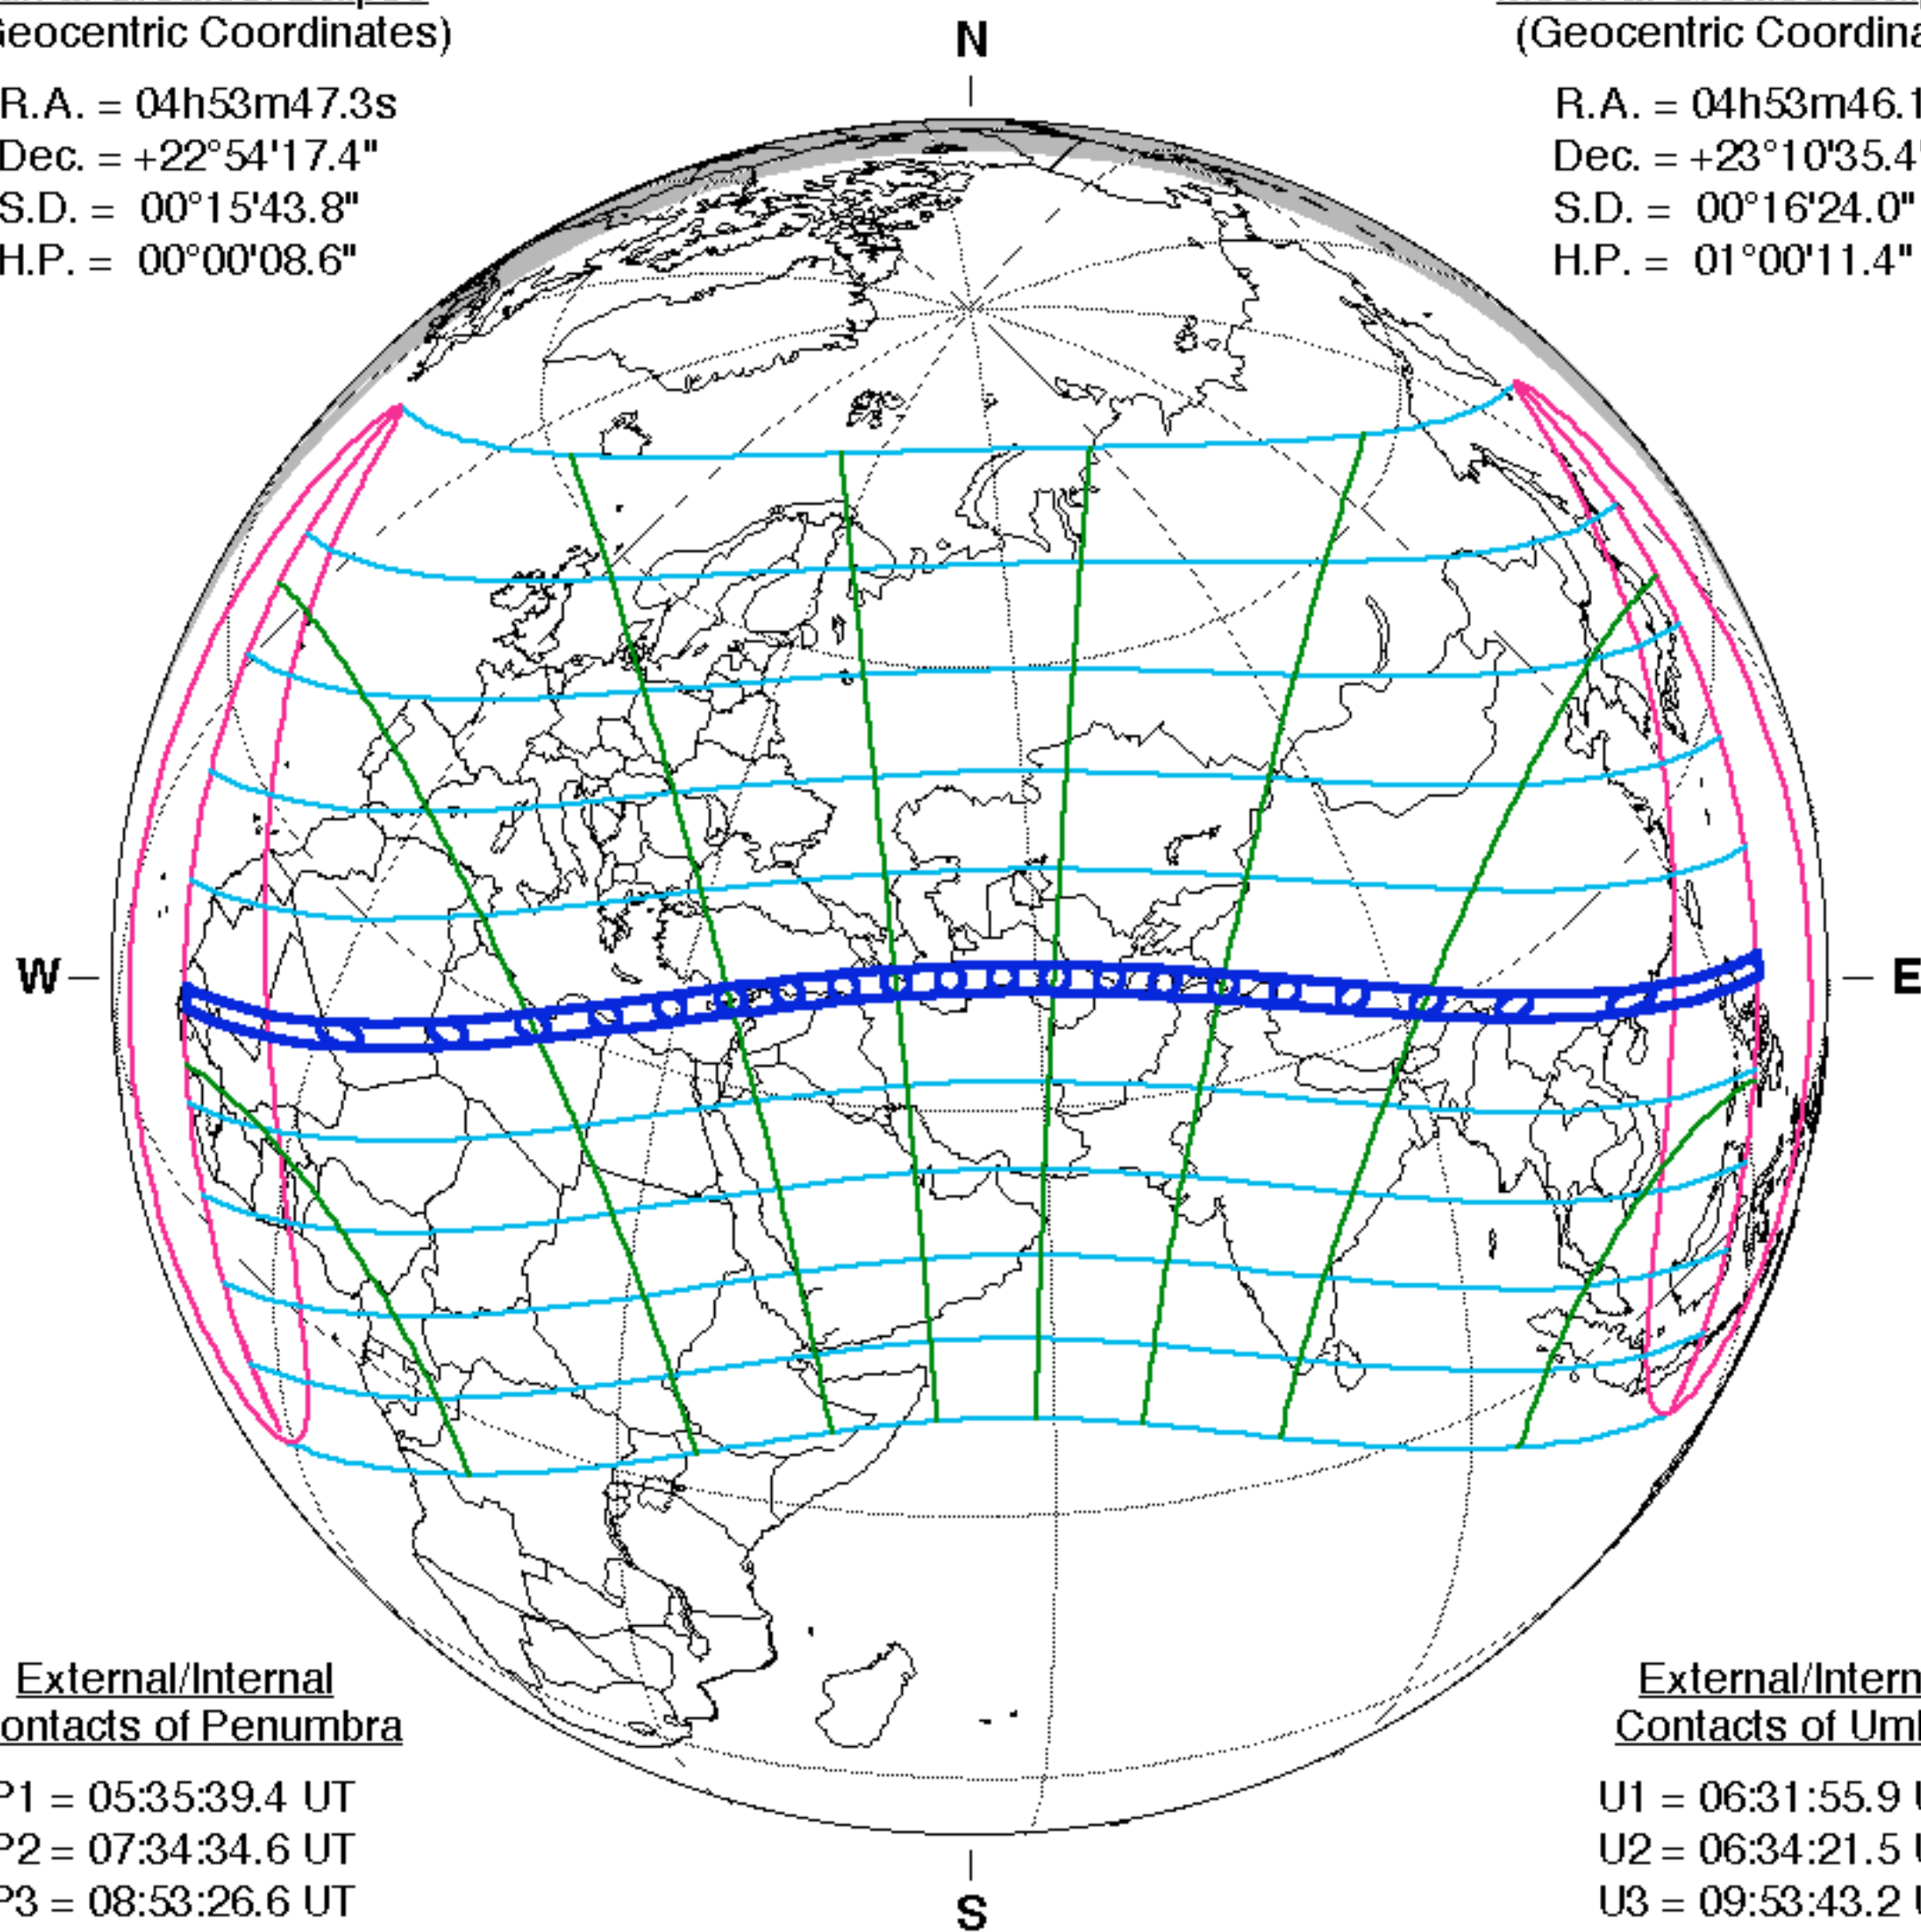 (Geocentric Coordinates)
R.A. = 04h53m47.3s
Dec. = +22°54'17.4"
S.D. = 00°15'43.8"
H.P. = 00°00'08.6"
N
(Geocentric Coordina
R.A. = 04h53m46.1
Dec. = +23°10'35.4"
S.D. = 00°16'24.0"
H.P. = 01°00'11.4"
W
E
External/Internal
ontacts of Penumbra
P1 = 05:35:39.4 UT
P2 = 07:34:34.6 UT
P3 = 08:53:26.6 UT
S
External/Intern
Contacts of Um
U1 = 06:31:55.9 U
U2 = 06:34:21.5 U
U3 = 09:53:43.2 U